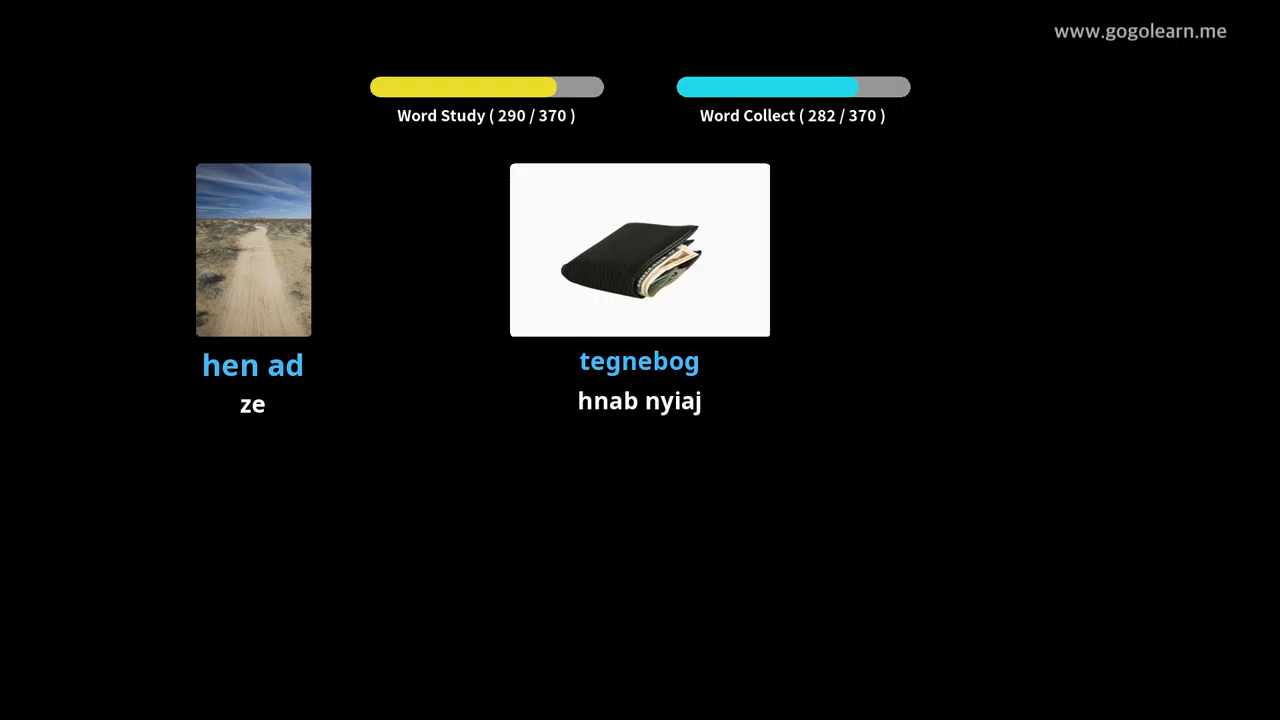 www.gogolearn.me
Word Study ( 290 / 370 )
Word Collect ( 282 / 370 )
hen ad
ze
tegnebog
hnab nyiaj